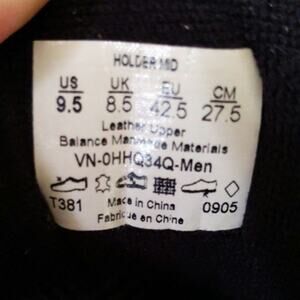 HOLDER MID
US UK EU CM
9.5 8.5 42.5 27.5
Leather Upper
Balance Manmade Materials
VN-0HHQ34Q-Men
T381 Made in China 0905
Fabriqué en Chine